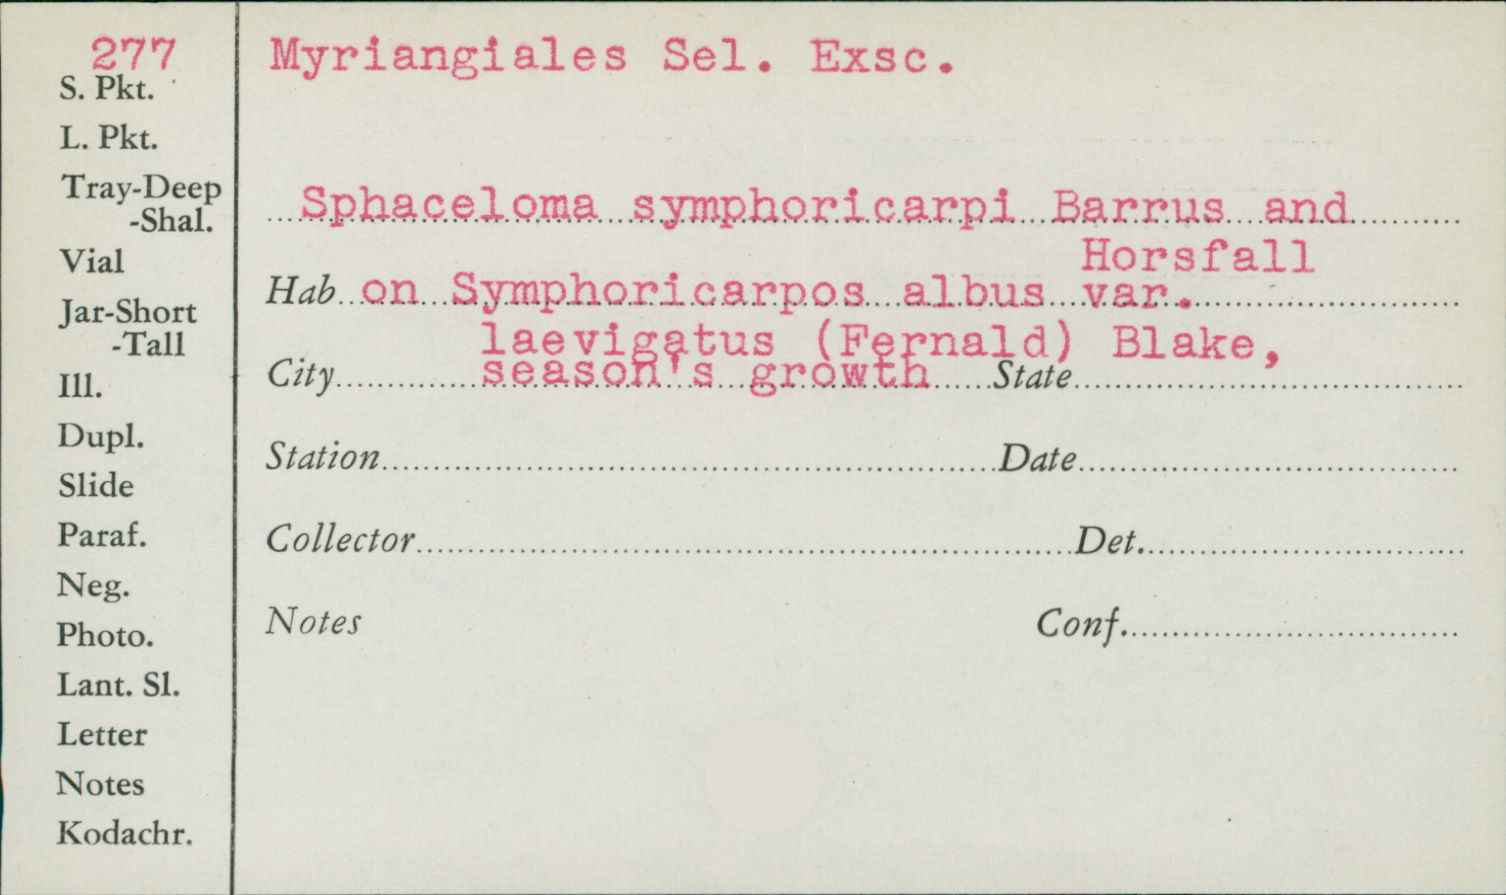 277
S. Pkt.
L. Pkt.
Tray-Deep
-Shal.
Vial
Jar-Short
-Tall
Ill.
Dupl.
Slide
Paraf.
Neg.
Photo.
Lant. Sl.
Letter
Notes
Kodachr.
Myriangiales Sel. Exsc.
Sphaceloma symphoricarpi Barrus and
Horsfall
Hab on Symphoricarpos albus var.
laevigatus (Fernald) Blake,
City season's growth State
Station Date
Collector Det.
Notes Conf.